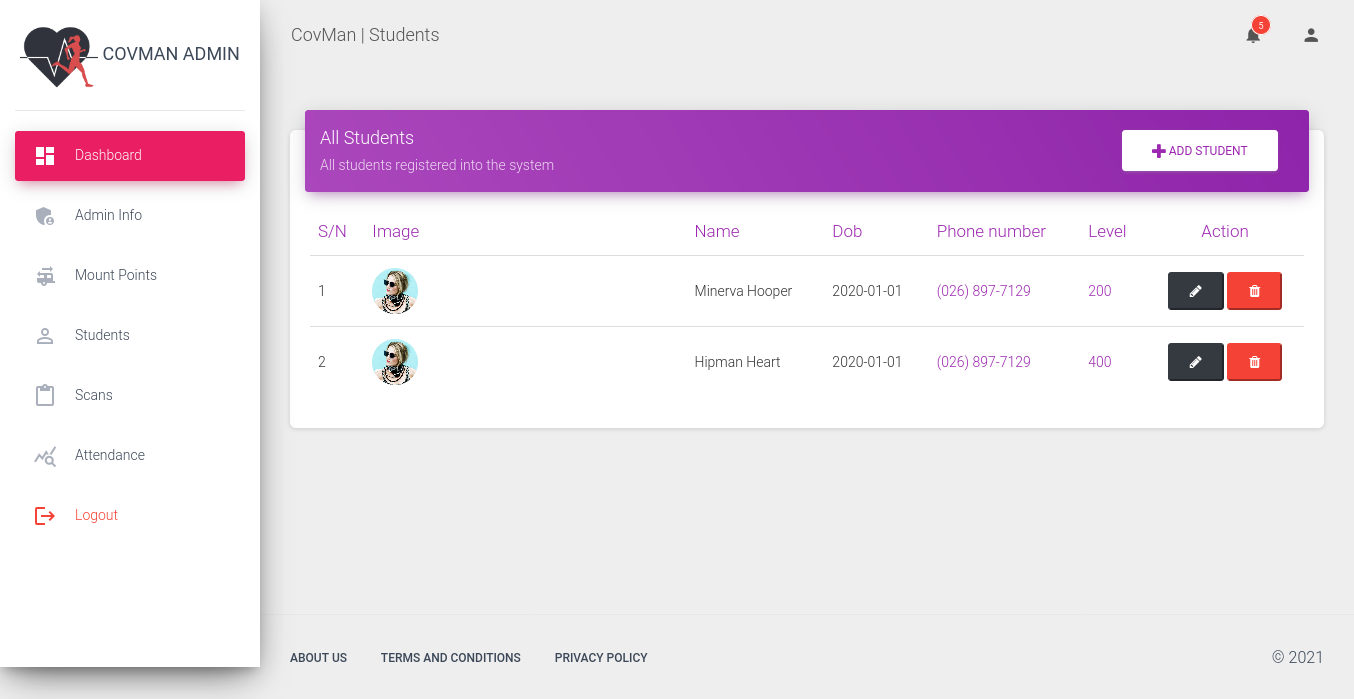 COVMAN ADMIN
Dashboard
Admin Info
Mount Points
Students
Scans
Attendance
Logout
CovMan | Students
5
All Students
All students registered into the system
ADD STUDENT
S/N Image Name Dob Phone number Level Action
1 Minerva Hooper 2020-01-01 (026) 897-7129 200
2 Hipman Heart 2020-01-01 (026) 897-7129 400
ABOUT US TERMS AND CONDITIONS PRIVACY POLICY © 2021